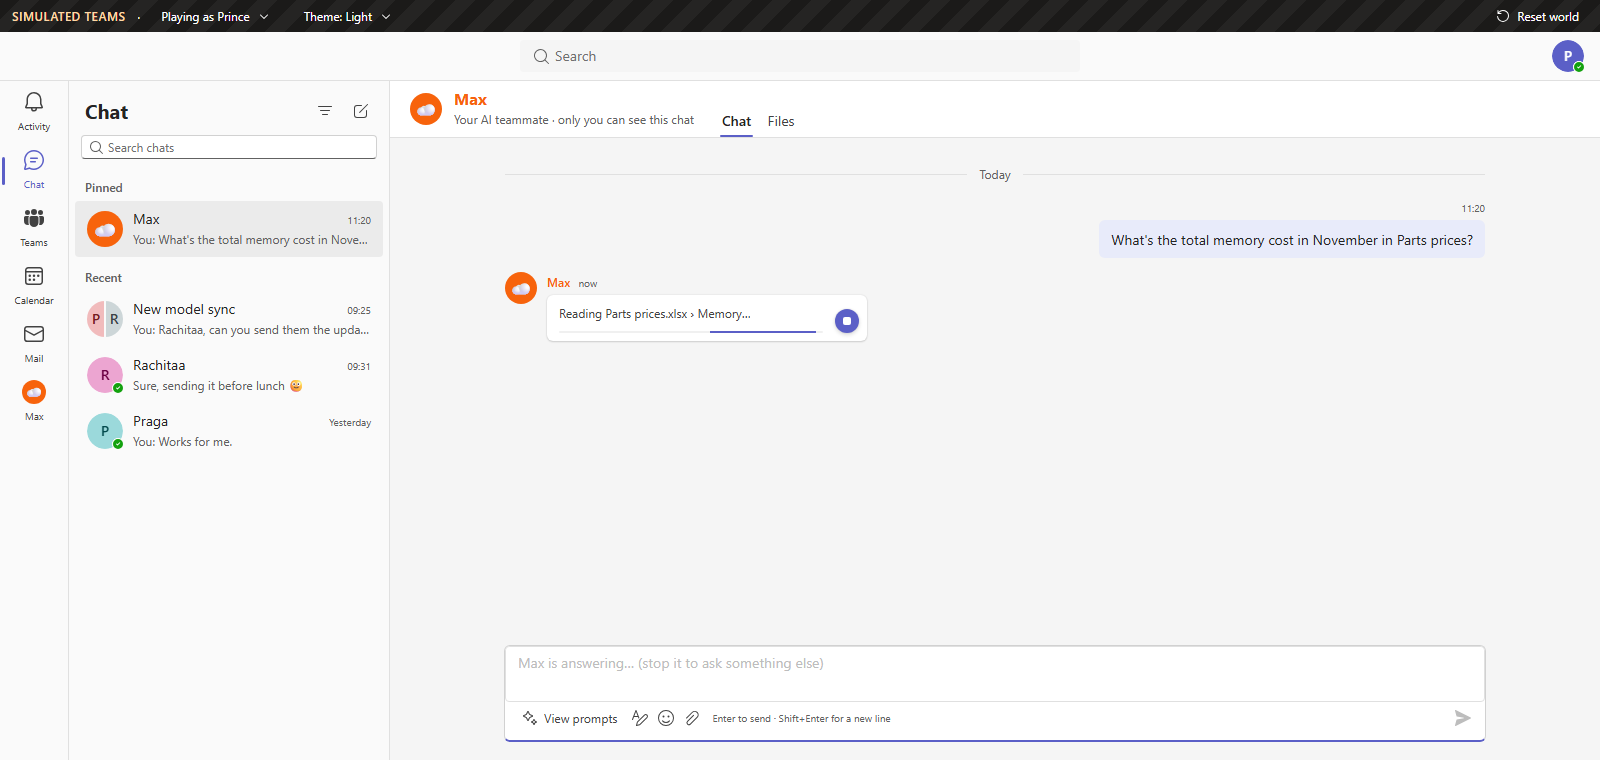 SIMULATED TEAMS · Playing as Prince Theme: Light Reset world
Search
P
Activity
Chat
Teams
Calendar
Mail
Max
Chat
Search chats
Pinned
Max 11:20
You: What's the total memory cost in Nove...
Recent
P R New model sync 09:25
You: Rachitaa, can you send them the upda...
R Rachitaa 09:31
Sure, sending it before lunch 😀
P Praga Yesterday
You: Works for me.
Max
Your AI teammate · only you can see this chat
Chat Files
Today
11:20
What's the total memory cost in November in Parts prices?
Max now
Reading Parts prices.xlsx › Memory...
Max is answering... (stop it to ask something else)
View prompts Enter to send · Shift+Enter for a new line